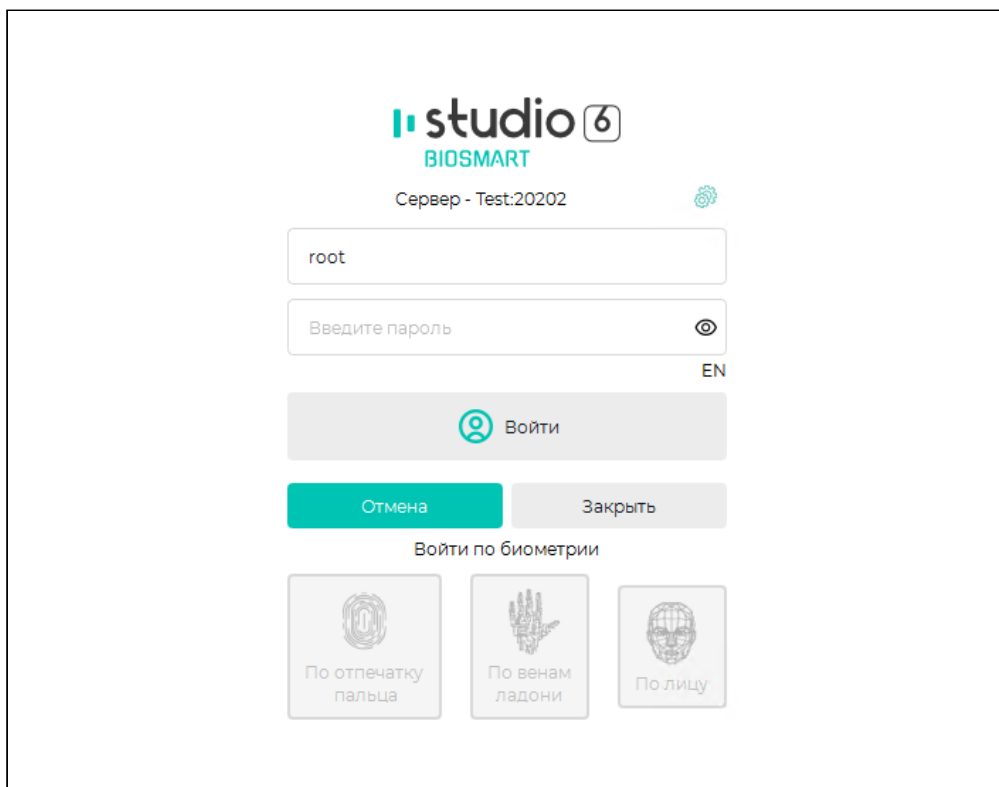 studio 6
BIOSMART
Сервер - Test:20202
root
Введите пароль
EN
Войти
Отмена Закрыть
Войти по биометрии
По отпечатку
пальца
По венам
ладони
По лицу